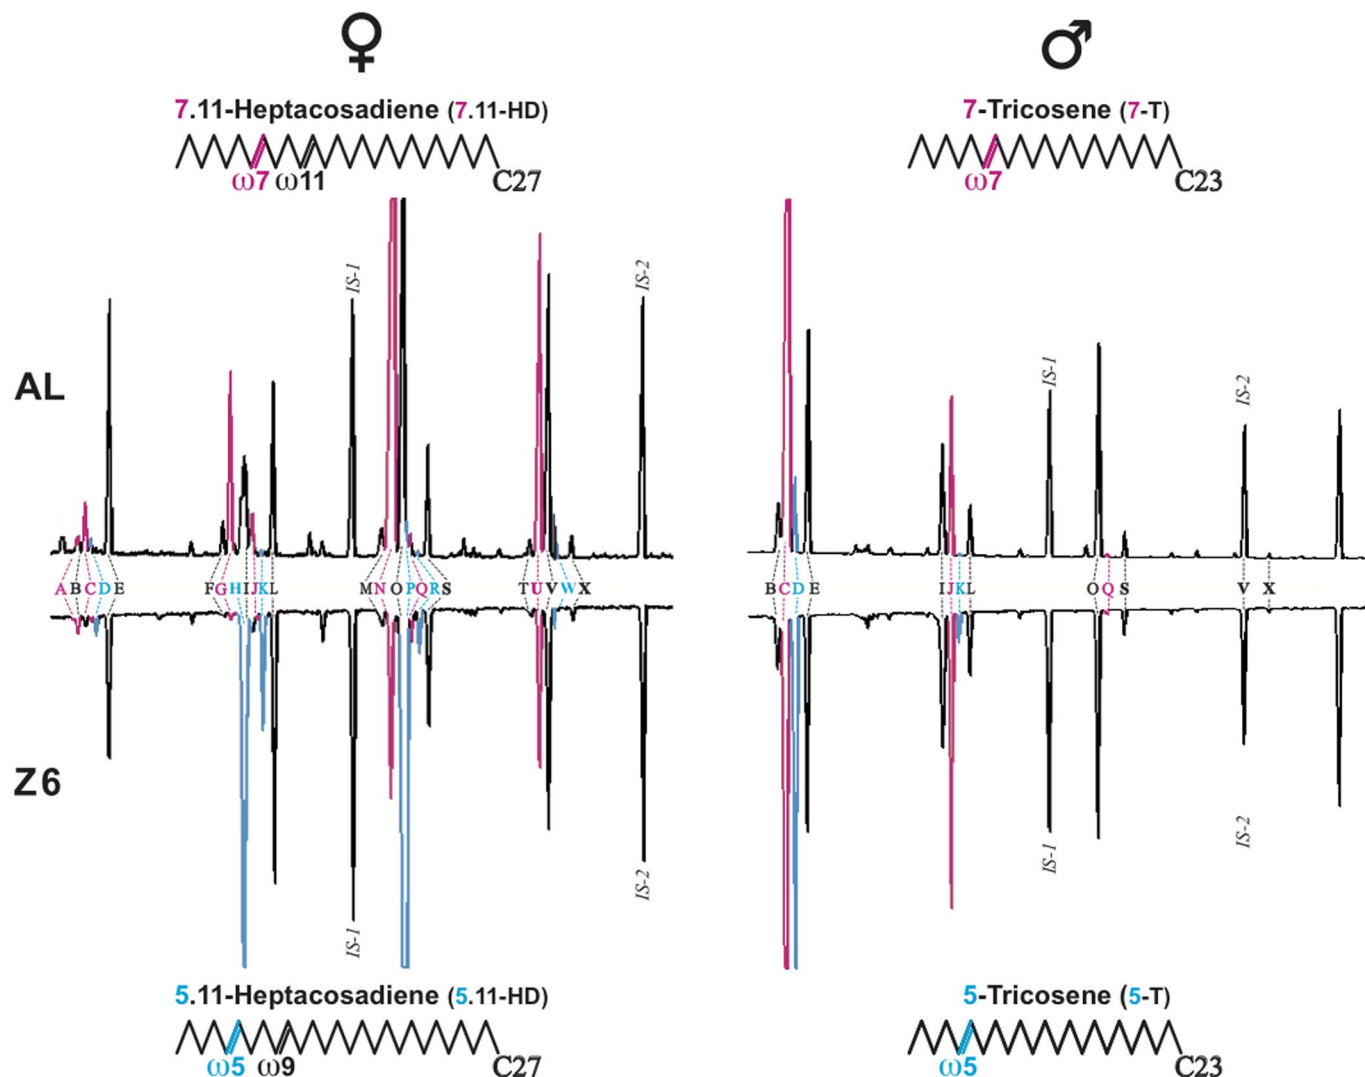 ♀ ♂
7.11-Heptacosadiene (7.11-HD)
7-Tricosene (7-T)
ω7 ω11 C27
ω7 C23
IS-1
IS-2
IS-1
IS-2
AL
A B C D E F G H I J K L M N O P Q R S T U V W X
B C D E I J K L O Q S V X
Z6
IS-1
IS-2
IS-1
IS-2
5.11-Heptacosadiene (5.11-HD)
5-Tricosene (5-T)
ω5 ω9 C27
ω5 C23